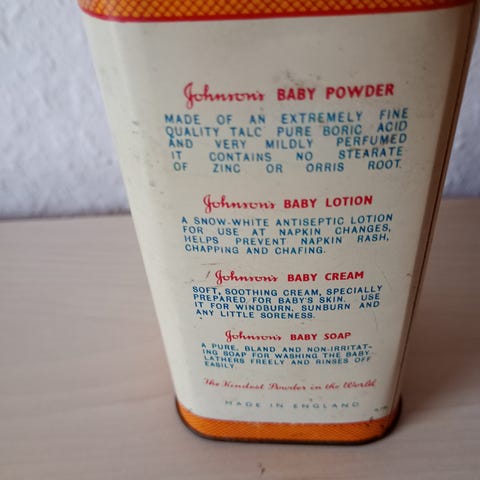 Johnson's BABY POWDER
MADE OF AN EXTREMELY FINE
QUALITY TALC PURE BORIC ACID
AND VERY MILDLY PERFUMED
IT CONTAINS NO STEARATE
OF ZINC OR ORRIS ROOT.
Johnson's BABY LOTION
A SNOW-WHITE ANTISEPTIC LOTION
FOR USE AT NAPKIN CHANGES,
HELPS PREVENT NAPKIN RASH,
CHAPPING AND CHAFING.
Johnson's BABY CREAM
SOFT, SOOTHING CREAM, SPECIALLY
PREPARED FOR BABY'S SKIN. USE
IT FOR WINDBURN, SUNBURN AND
ANY LITTLE SORENESS.
Johnson's BABY SOAP
A PURE, BLAND AND NON-IRRITAT-
ING SOAP FOR WASHING THE BABY.
LATHERS FREELY AND RINSES OFF
EASILY.
The Kindest Powder in the World
MADE IN ENGLAND